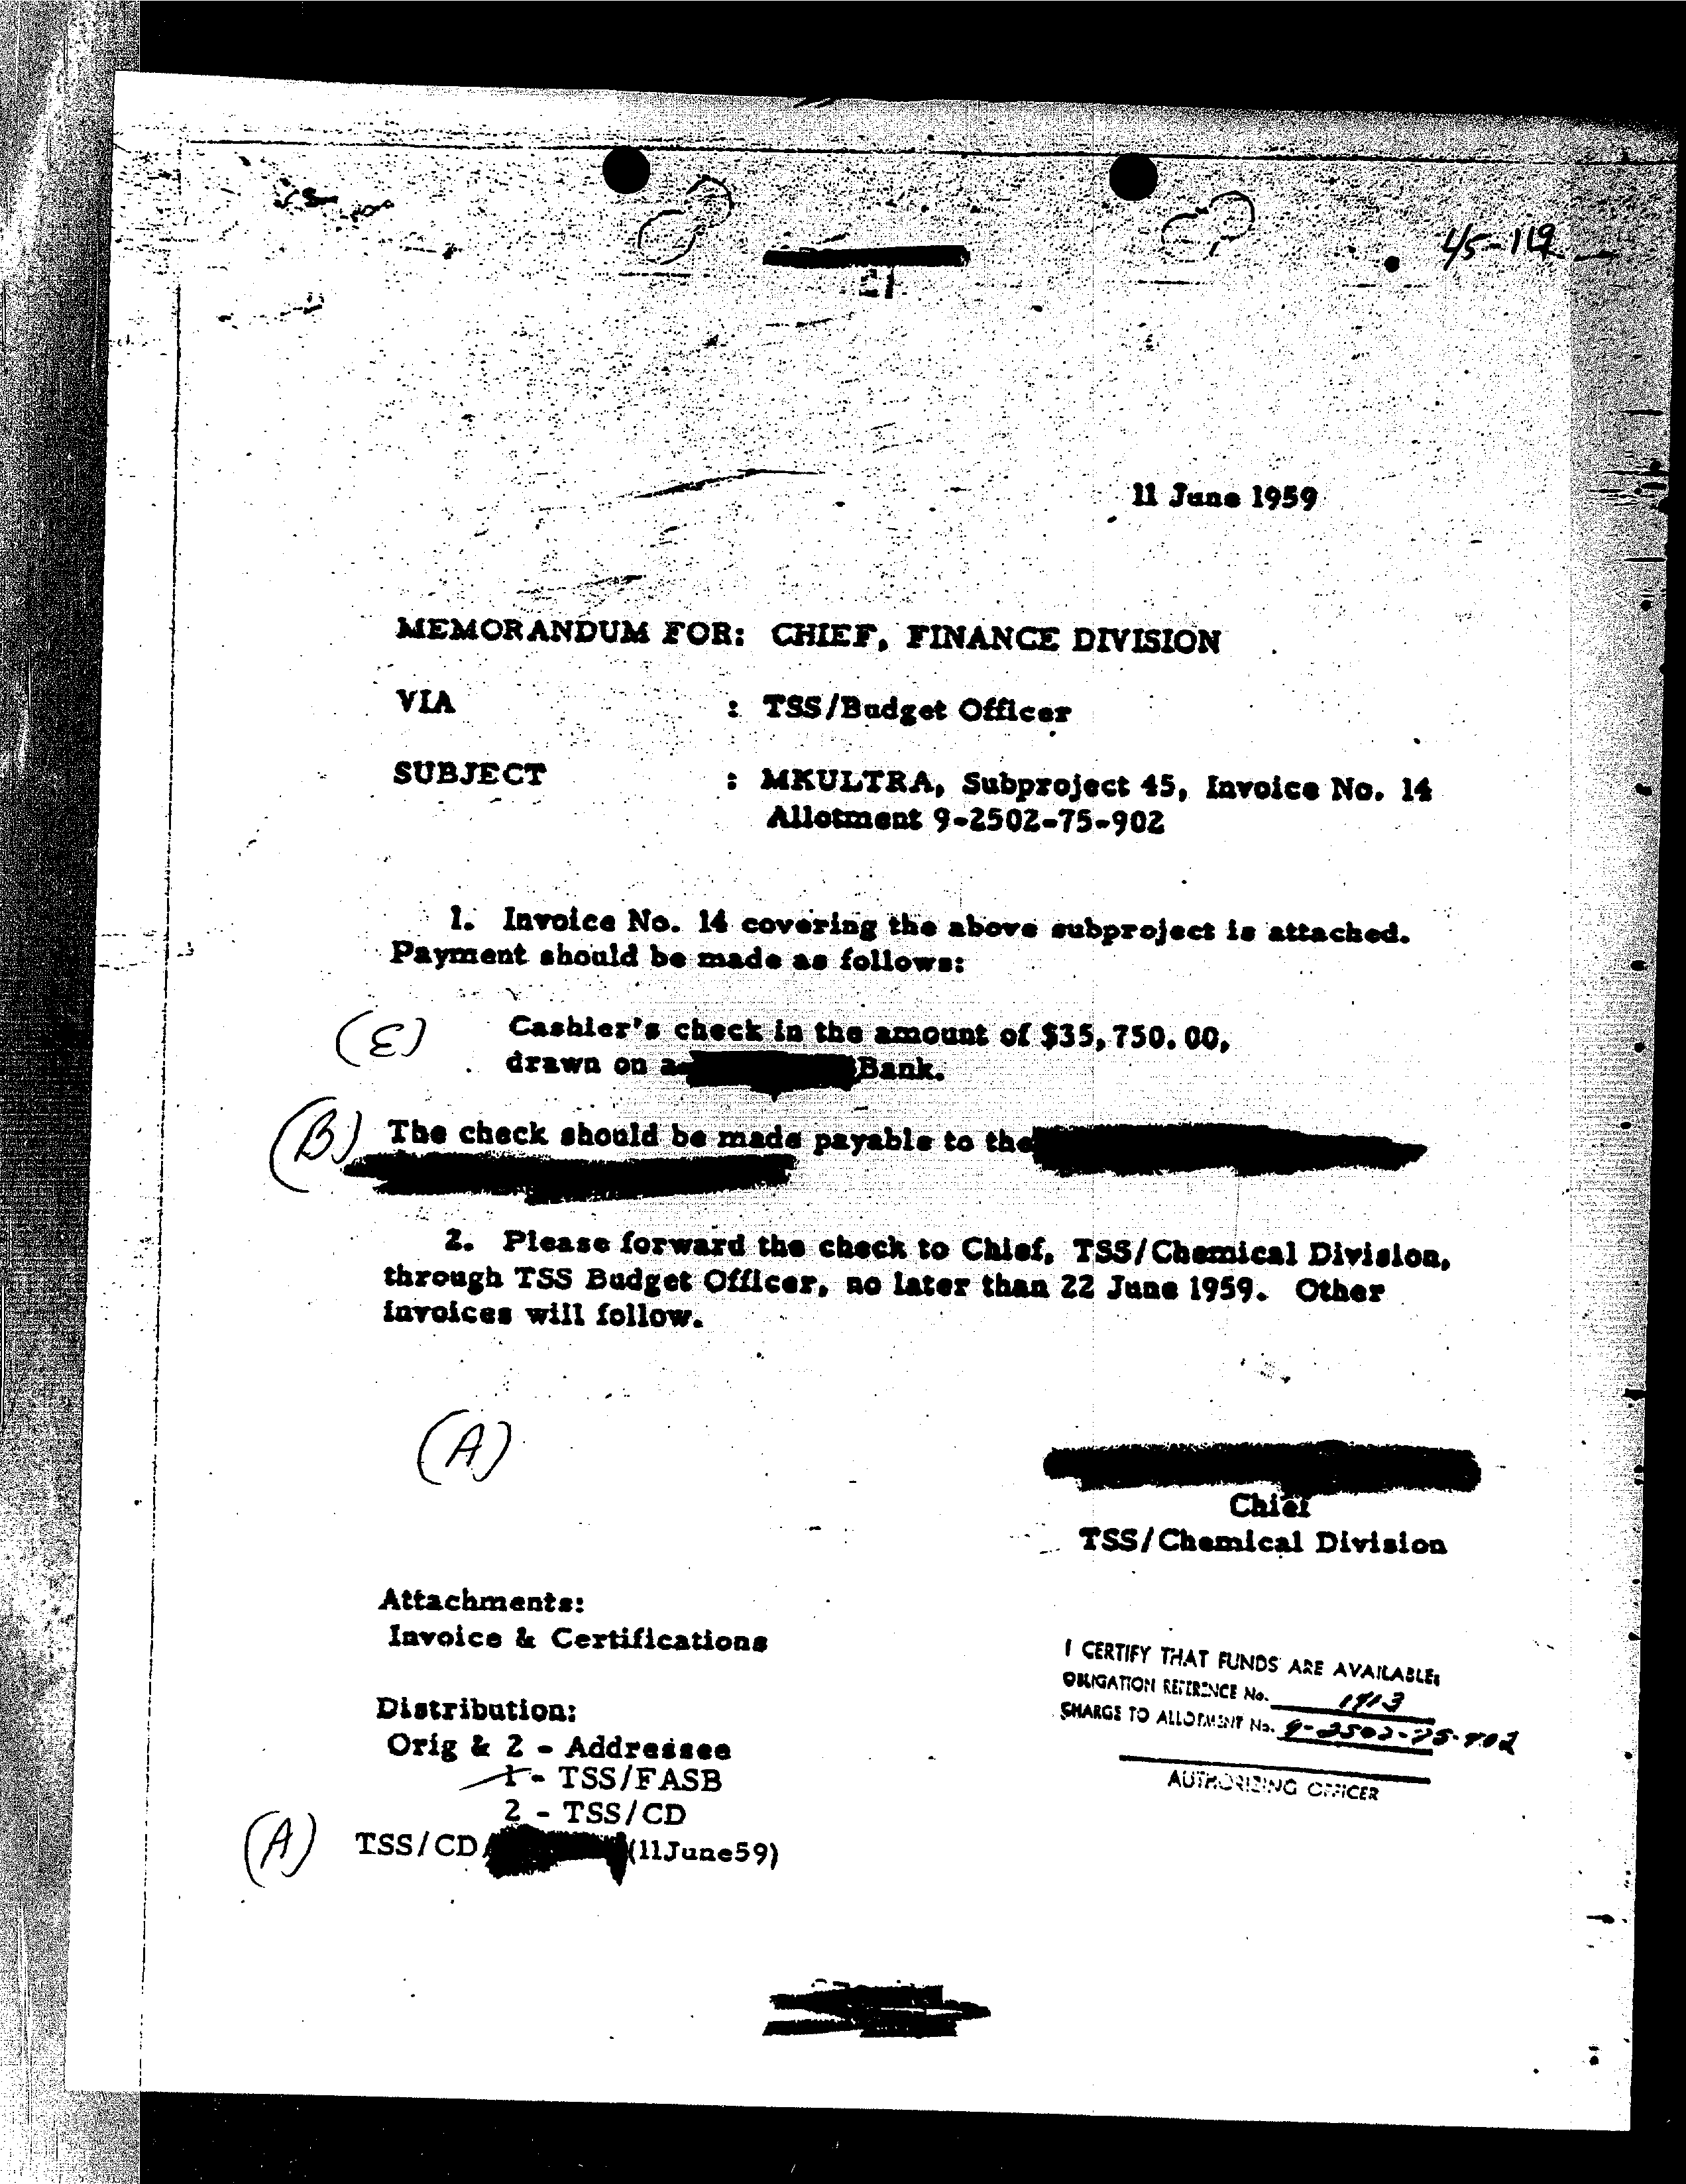 45-119
11 June 1959
MEMORANDUM FOR: CHIEF, FINANCE DIVISION
VIA : TSS/Budget Officer
SUBJECT : MKULTRA, Subproject 45, Invoice No. 14
Allotment 9-2502-75-902
1. Invoice No. 14 covering the above subproject is attached.
Payment should be made as follows:
(E) Cashier's check in the amount of $35,750.00,
drawn on a Bank.
(B) The check should be made payable to the
2. Please forward the check to Chief, TSS/Chemical Division,
through TSS Budget Officer, no later than 22 June 1959. Other
invoices will follow.
(A)
Chief
TSS/Chemical Division
Attachments:
Invoice & Certifications
I CERTIFY THAT FUNDS ARE AVAILABLE:
OBLIGATION REFERENCE No. 1913
CHARGE TO ALLOTMENT No. 9-2502-75-902
AUTHORIZING OFFICER
Distribution:
Orig & 2 - Addressee
1 - TSS/FASB
2 - TSS/CD
(A) TSS/CD (11June59)